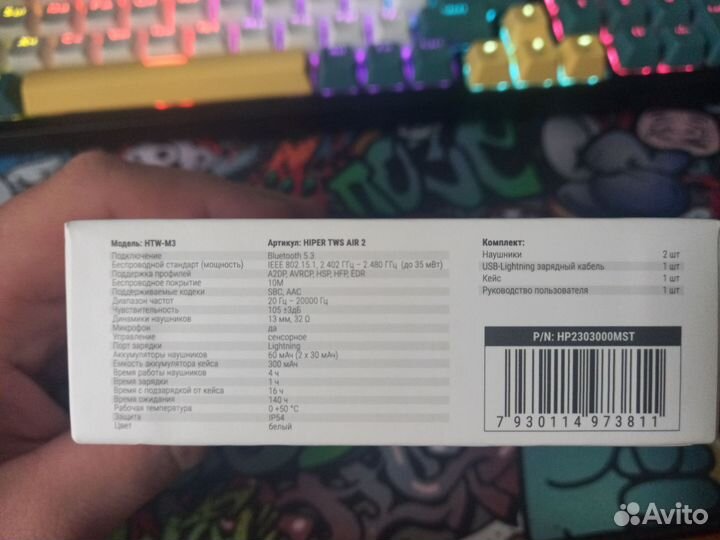 Модель: HTW-M3 Артикул: HIPER TWS AIR 2
Подключение Bluetooth 5.3
Беспроводной стандарт (мощность) IEEE 802.15.1, 2.402 ГГц – 2.480 ГГц (до 35 мВт)
Поддержка профилей A2DP, AVRCP, HSP, HFP, EDR
Беспроводное покрытие 10М
Поддерживаемые кодеки SBC, AAC
Диапазон частот 20 Гц – 20000 Гц
Чувствительность 105 ±3дБ
Динамики наушников 13 мм, 32 Ω
Микрофон да
Управление сенсорное
Порт зарядки Lightning
Аккумуляторы наушников 60 мАч (2 x 30 мАч)
Емкость аккумулятора кейса 300 мАч
Время работы наушников 4 ч
Время зарядки 1 ч
Время с подзарядкой от кейса 16 ч
Время ожидания 140 ч
Рабочая температура 0 +50 °C
Защита IP54
Цвет белый
Комплект:
Наушники 2 шт
USB-Lightning зарядный кабель 1 шт
Кейс 1 шт
Руководство пользователя 1 шт
P/N: HP2303000MST
7 930114 973811
Avito